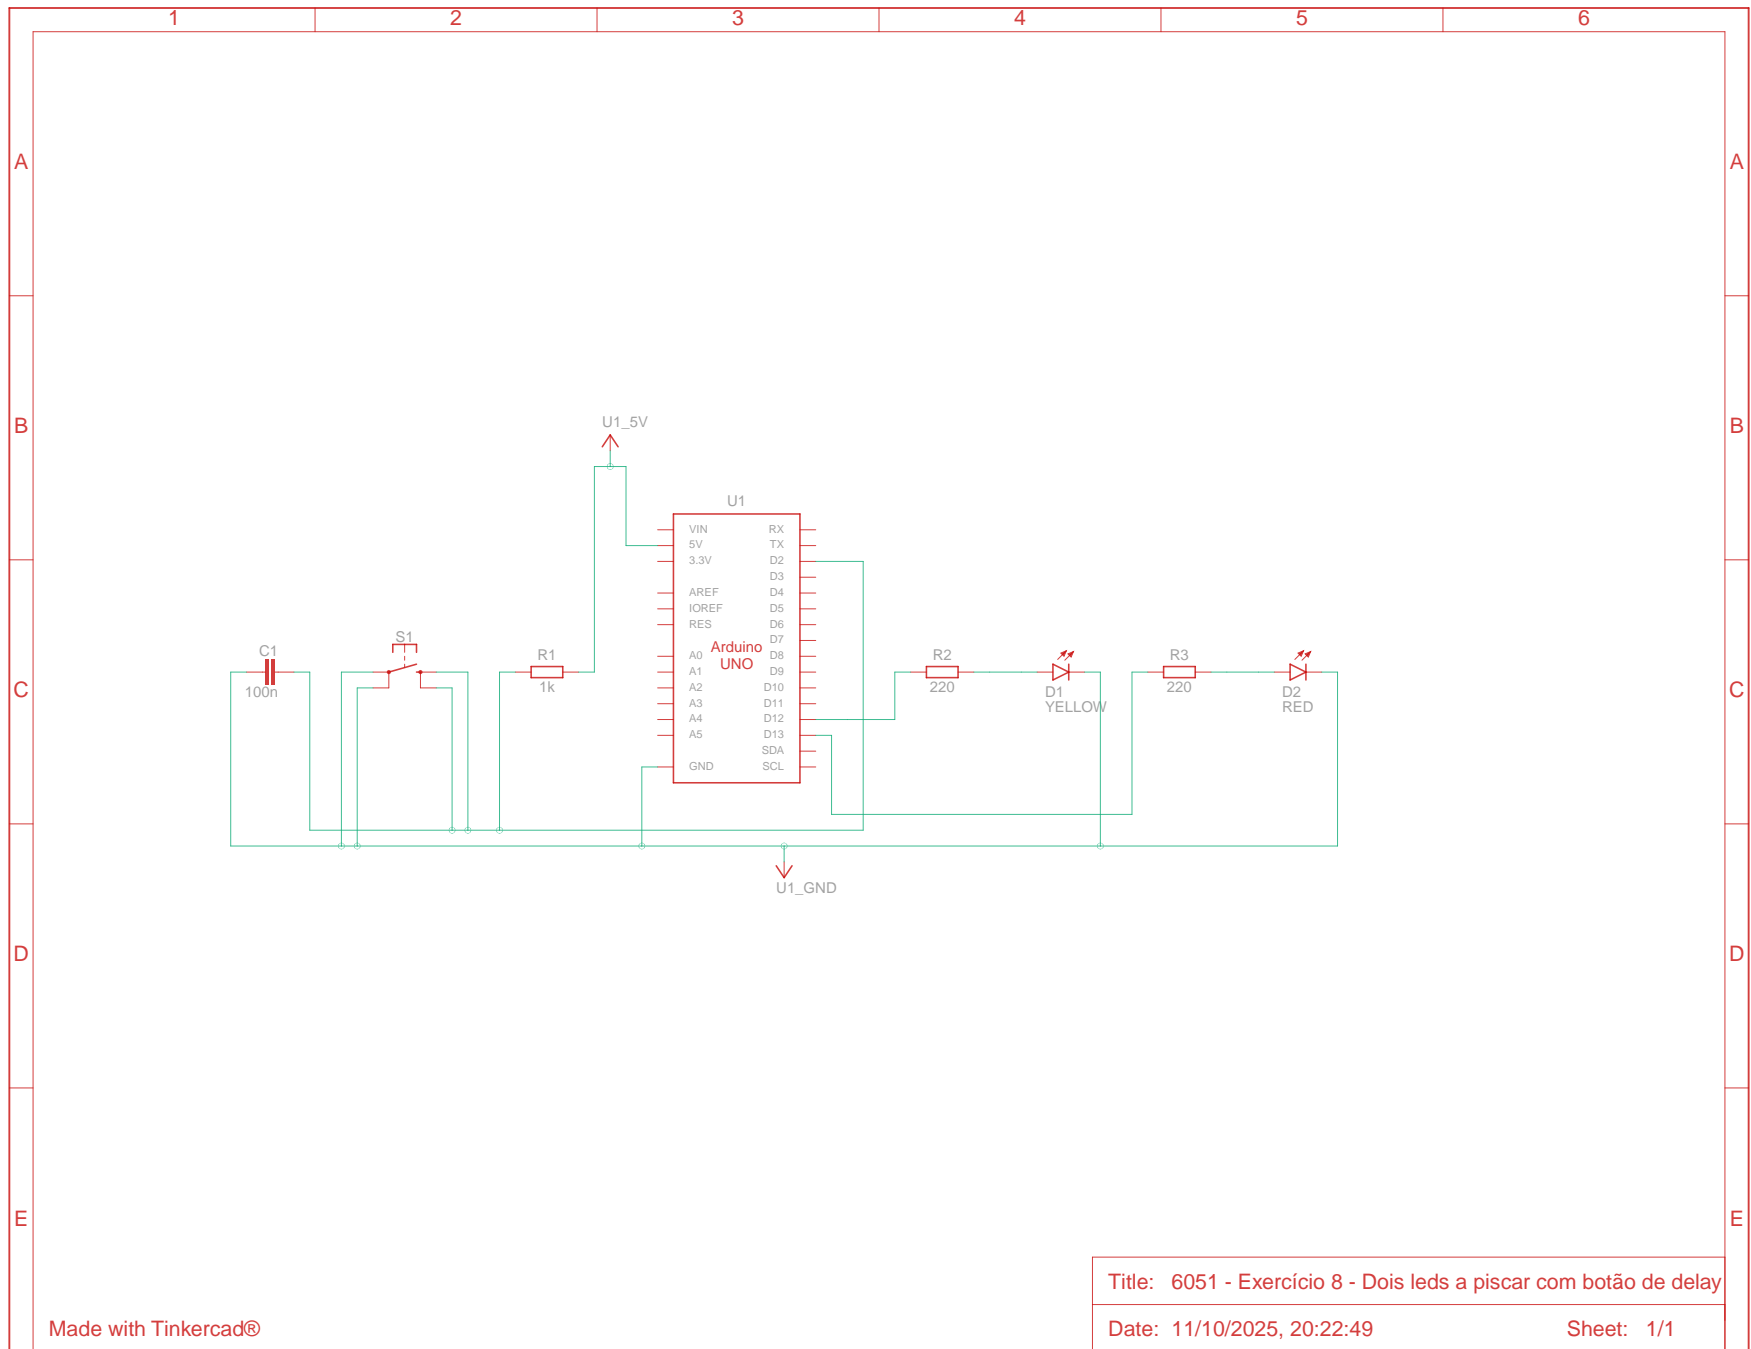 1 2 3 4 5 6
A A
B B
U1_5V
U1
VIN RX
5V TX
3.3V D2
D3
AREF D4
IOREF D5
RES D6
D7
Arduino
UNO
A0 D8
A1 D9
A2 D10
A3 D11
A4 D12
A5 D13
SDA
GND SCL
C1
100n
S1
R1
1k
R2
220
D1
YELLOW
R3
220
D2
RED
C C
U1_GND
D D
E E
Title: 6051 - Exercício 8 - Dois leds a piscar com botão de delay
Made with Tinkercad®
Date: 11/10/2025, 20:22:49 Sheet: 1/1